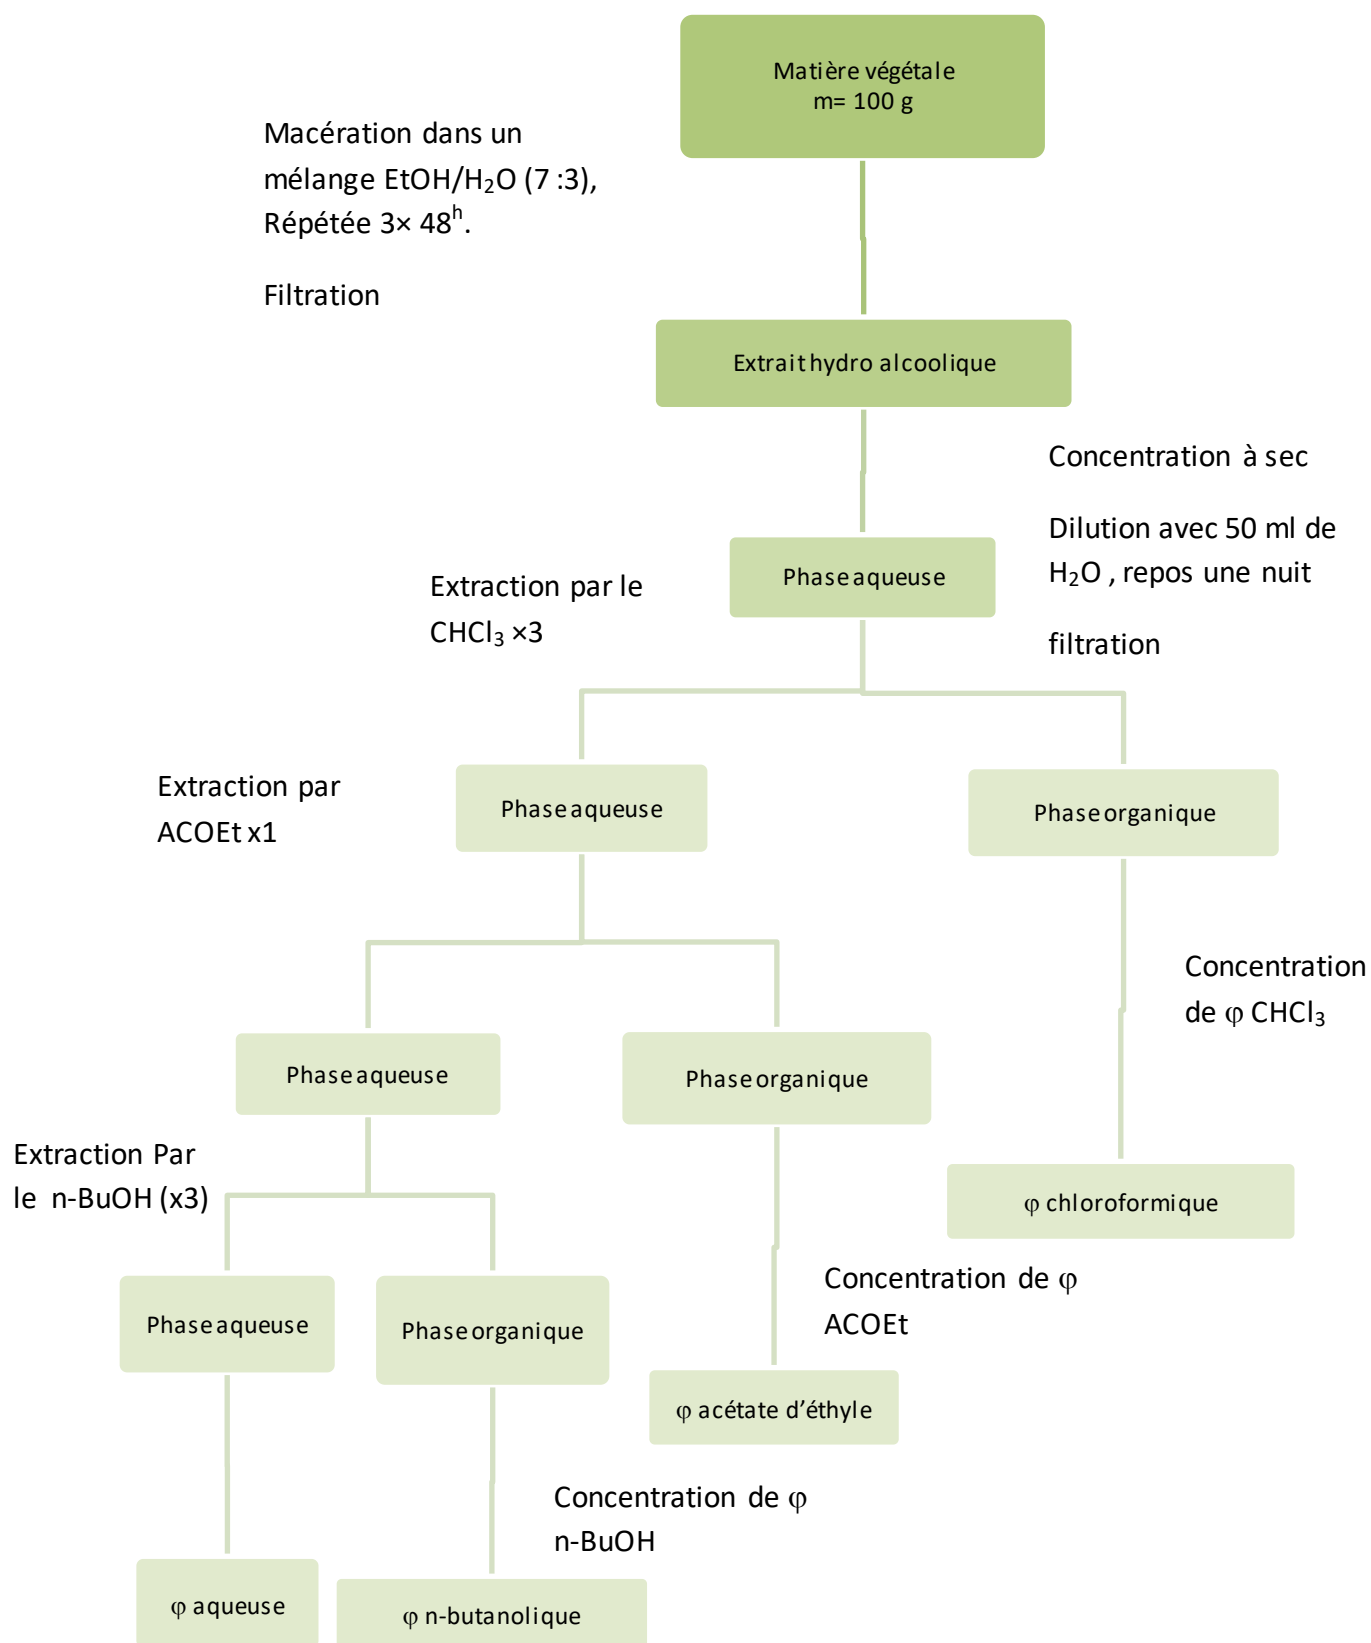 Matière végétale
m= 100 g
Macération dans un
mélange EtOH/H₂O (7 :3),
Répétée 3× 48ʰ.
Filtration
Extrait hydro alcoolique
Concentration à sec
Dilution avec 50 ml de
H₂O , repos une nuit
filtration
Phase aqueuse
Extraction par le
CHCl₃ ×3
Extraction par
ACOEt x1
Phase aqueuse
Phase organique
Concentration
de φ CHCl₃
Phase aqueuse
Phase organique
Extraction Par
le n-BuOH (x3)
φ chloroformique
Concentration de φ
ACOEt
Phase aqueuse
Phase organique
φ acétate d’éthyle
Concentration de φ
n-BuOH
φ aqueuse
φ n-butanolique